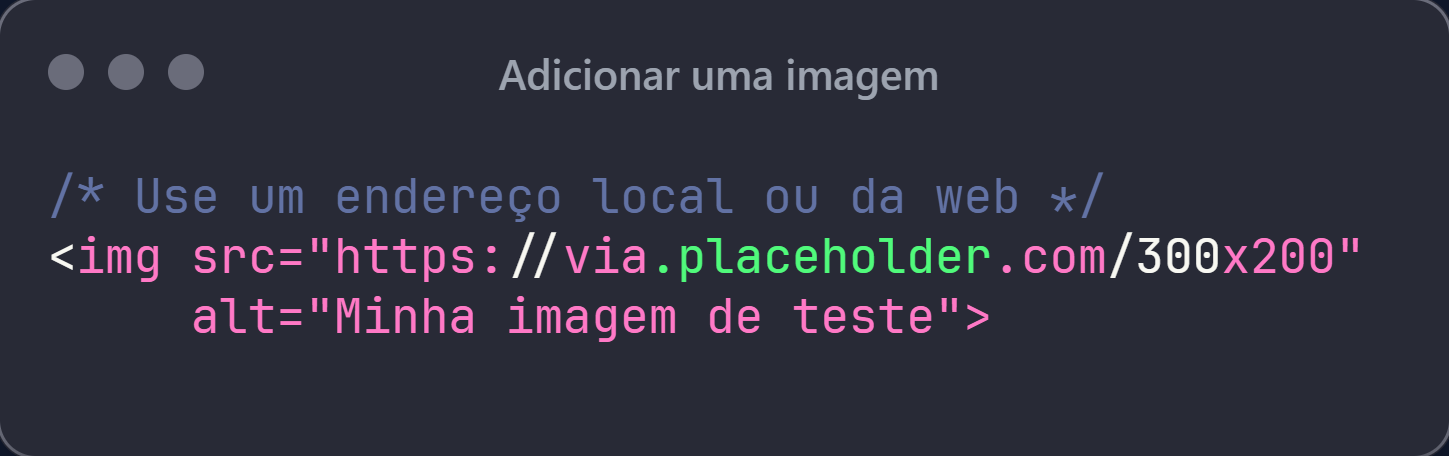 Adicionar uma imagem
/* Use um endereço local ou da web */
<img src="https://via.placeholder.com/300x200"
alt="Minha imagem de teste">